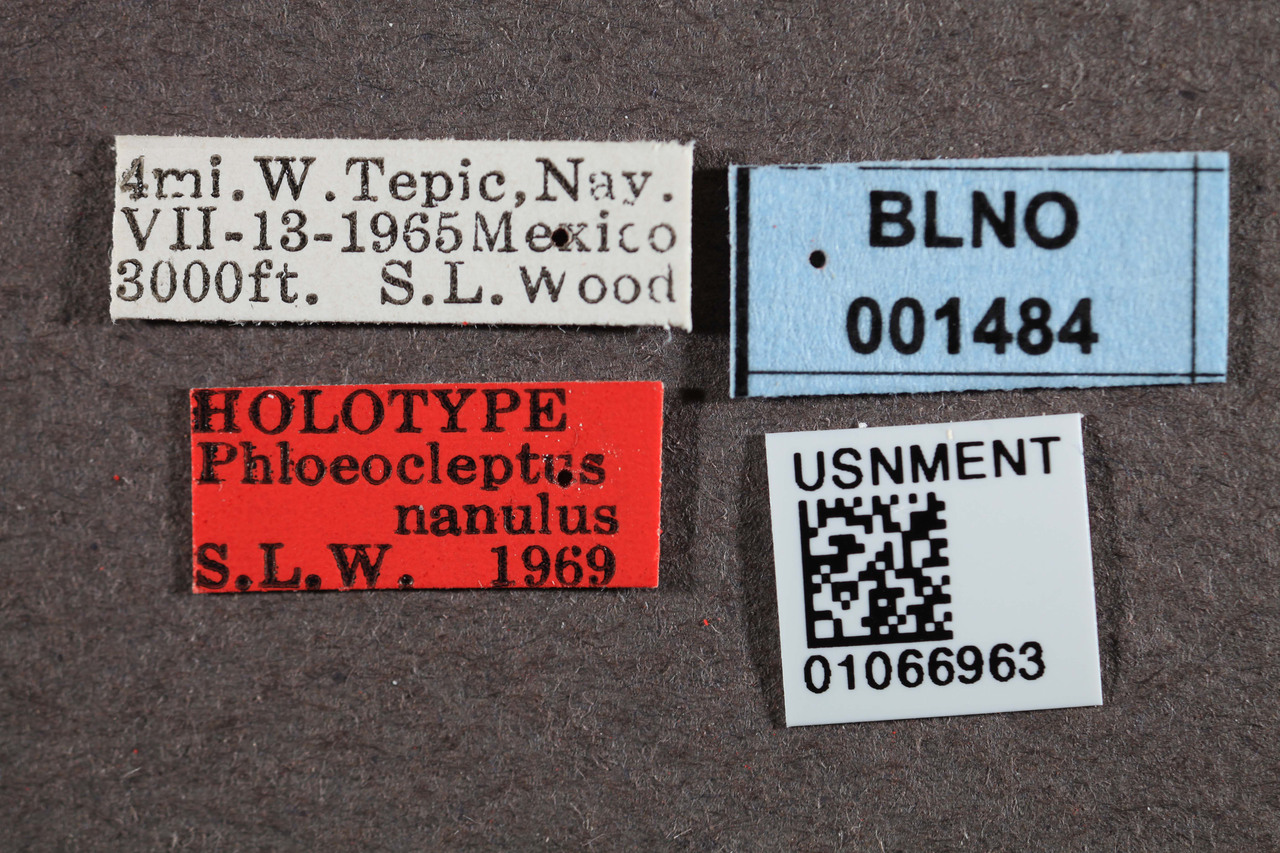 4mi. W. Tepic, Nay.
VII-13-1965 Mexico
3000ft. S.L. Wood
BLNO
001484
HOLOTYPE
Phloeocleptus
nanulus
S.L.W. 1969
USNMENT
01066963